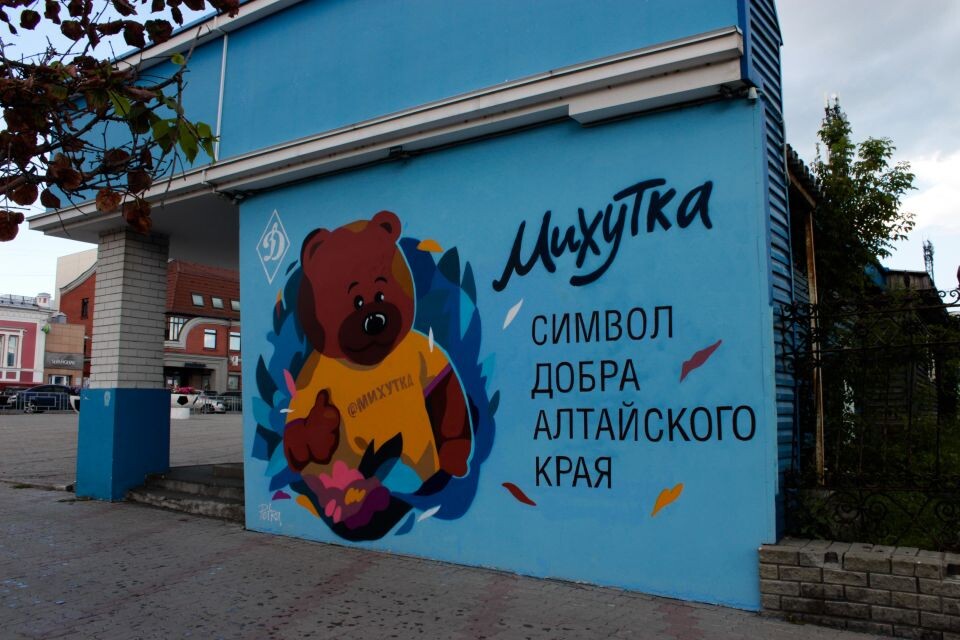 Д
Михутка
СИМВОЛ
ДОБРА
АЛТАЙСКОГО
КРАЯ
@МИХУТКА